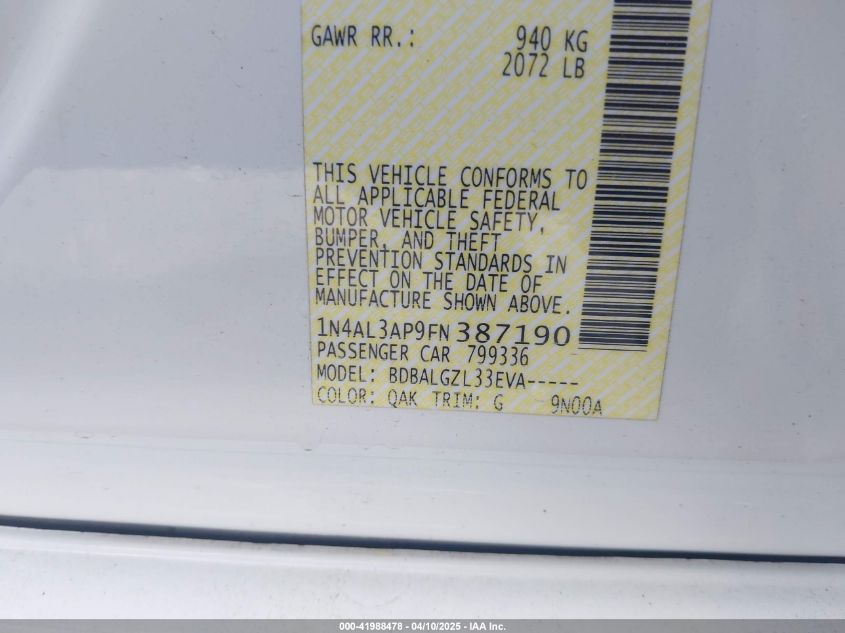 GAWR RR.: 940 KG
2072 LB
THIS VEHICLE CONFORMS TO
ALL APPLICABLE FEDERAL
MOTOR VEHICLE SAFETY,
BUMPER, AND THEFT
PREVENTION STANDARDS IN
EFFECT ON THE DATE OF
MANUFACTURE SHOWN ABOVE.
1N4AL3AP9FN387190
PASSENGER CAR 799336
MODEL: BDBALGZL33EVA-----
COLOR: QAK TRIM: G 9N00A
000-41988478 - 04/10/2025 - IAA Inc.